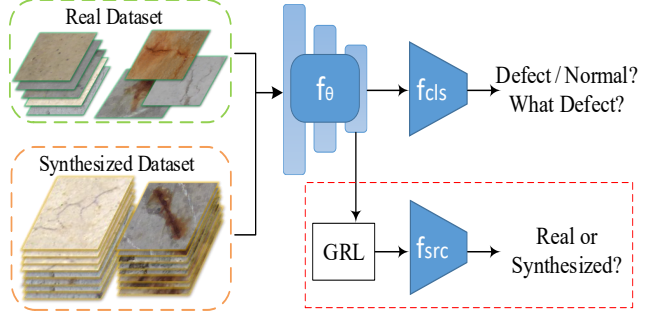 Real Dataset
Synthesized Dataset
fθ
fcls
Defect / Normal?
What Defect?
GRL
fsrc
Real or
Synthesized?